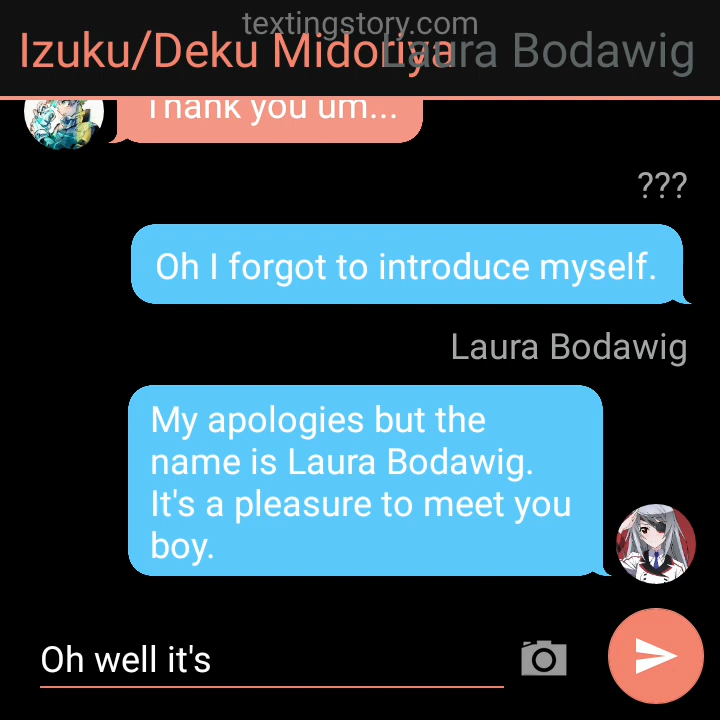 textingstory.com
Izuku/Deku Midoriya Laura Bodawig
Thank you um...
???
Oh I forgot to introduce myself.
Laura Bodawig
My apologies but the
name is Laura Bodawig.
It's a pleasure to meet you
boy.
Oh well it's